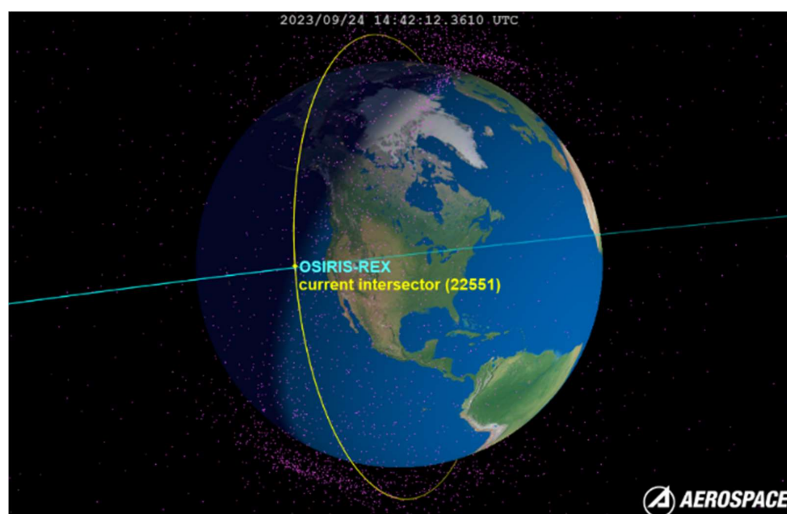 2023/09/24 14:42:12.3610 UTC
OSIRIS-REX
current intersector (22551)
AEROSPACE